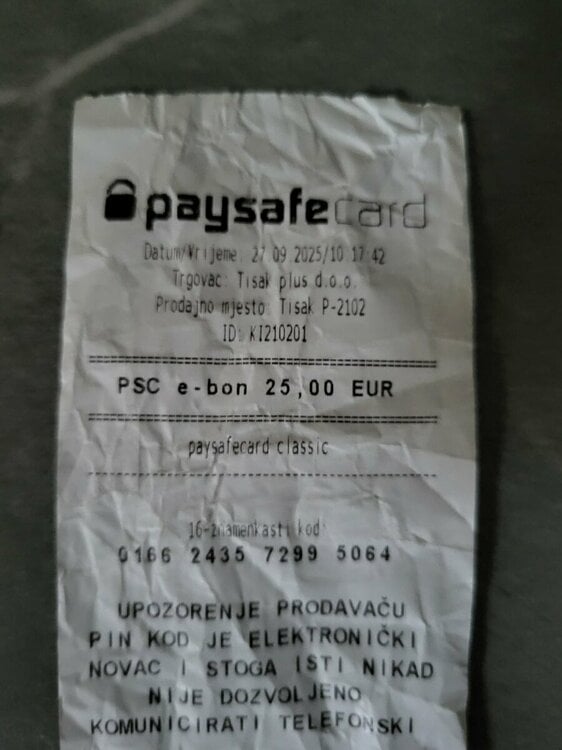 paysafecard
Datum/Vrijeme: 27.09.2025/10:17:42
Trgovac: Tisak plus d.o.o.
Prodajno mjesto: Tisak P-2102
ID: KI210201
PSC e-bon 25,00 EUR
paysafecard classic
16-znamenkasti kod:
0166 2435 7299 5064
UPOZORENJE PRODAVAČU
PIN KOD JE ELEKTRONIČKI
NOVAC I STOGA ISTI NIKAD
NIJE DOZVOLJENO
KOMUNICIRATI TELEFONSKI